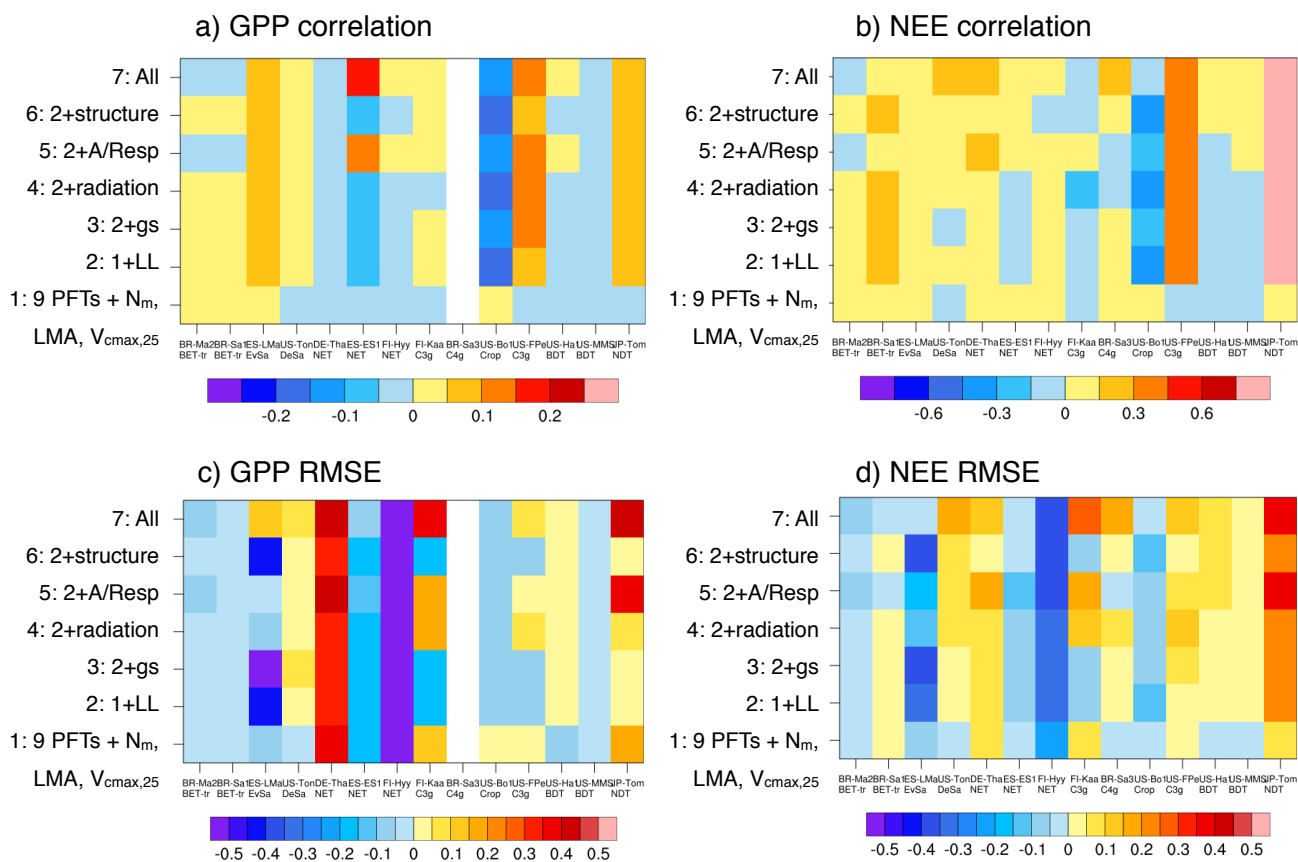 a) GPP correlation
7: All
6: 2+structure
5: 2+A/Resp
4: 2+radiation
3: 2+gs
2: 1+LL
1: 9 PFTs + Nm,
LMA, Vcmax,25
BR-Ma2 BR-Sa1 ES-LMa US-Ton DE-Tha ES-ES1 FI-Hyy FI-Kaa BR-Sa3 US-Bo1 US-FPe US-Ha1 US-MMS JP-Tom
BET-tr BET-tr EvSa DeSa NET NET NET C3g C4g Crop C3g BDT BDT NDT
-0.2 -0.1 0 0.1 0.2
b) NEE correlation
7: All
6: 2+structure
5: 2+A/Resp
4: 2+radiation
3: 2+gs
2: 1+LL
1: 9 PFTs + Nm,
LMA, Vcmax,25
BR-Ma2 BR-Sa1 ES-LMa US-Ton DE-Tha ES-ES1 FI-Hyy FI-Kaa BR-Sa3 US-Bo1 US-FPe US-Ha1 US-MMS JP-Tom
BET-tr BET-tr EvSa DeSa NET NET NET C3g C4g Crop C3g BDT BDT NDT
-0.6 -0.3 0 0.3 0.6
c) GPP RMSE
7: All
6: 2+structure
5: 2+A/Resp
4: 2+radiation
3: 2+gs
2: 1+LL
1: 9 PFTs + Nm,
LMA, Vcmax,25
BR-Ma2 BR-Sa1 ES-LMa US-Ton DE-Tha ES-ES1 FI-Hyy FI-Kaa BR-Sa3 US-Bo1 US-FPe US-Ha1 US-MMS JP-Tom
BET-tr BET-tr EvSa DeSa NET NET NET C3g C4g Crop C3g BDT BDT NDT
-0.5 -0.4 -0.3 -0.2 -0.1 0 0.1 0.2 0.3 0.4 0.5
d) NEE RMSE
7: All
6: 2+structure
5: 2+A/Resp
4: 2+radiation
3: 2+gs
2: 1+LL
1: 9 PFTs + Nm,
LMA, Vcmax,25
BR-Ma2 BR-Sa1 ES-LMa US-Ton DE-Tha ES-ES1 FI-Hyy FI-Kaa BR-Sa3 US-Bo1 US-FPe US-Ha1 US-MMS JP-Tom
BET-tr BET-tr EvSa DeSa NET NET NET C3g C4g Crop C3g BDT BDT NDT
-0.5 -0.4 -0.3 -0.2 -0.1 0 0.1 0.2 0.3 0.4 0.5